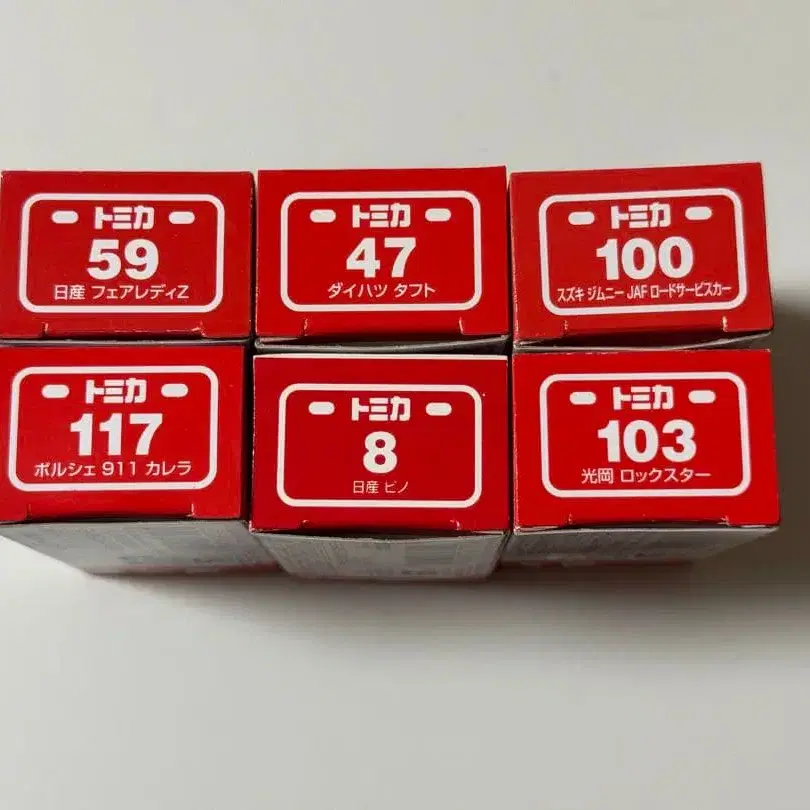 トミカ
59
日産 フェアレディZ
トミカ
47
ダイハツ タフト
トミカ
100
スズキ ジムニー JAF ロードサービスカー
トミカ
117
ポルシェ 911 カレラ
トミカ
8
日産 ピノ
トミカ
103
光岡 ロックスター